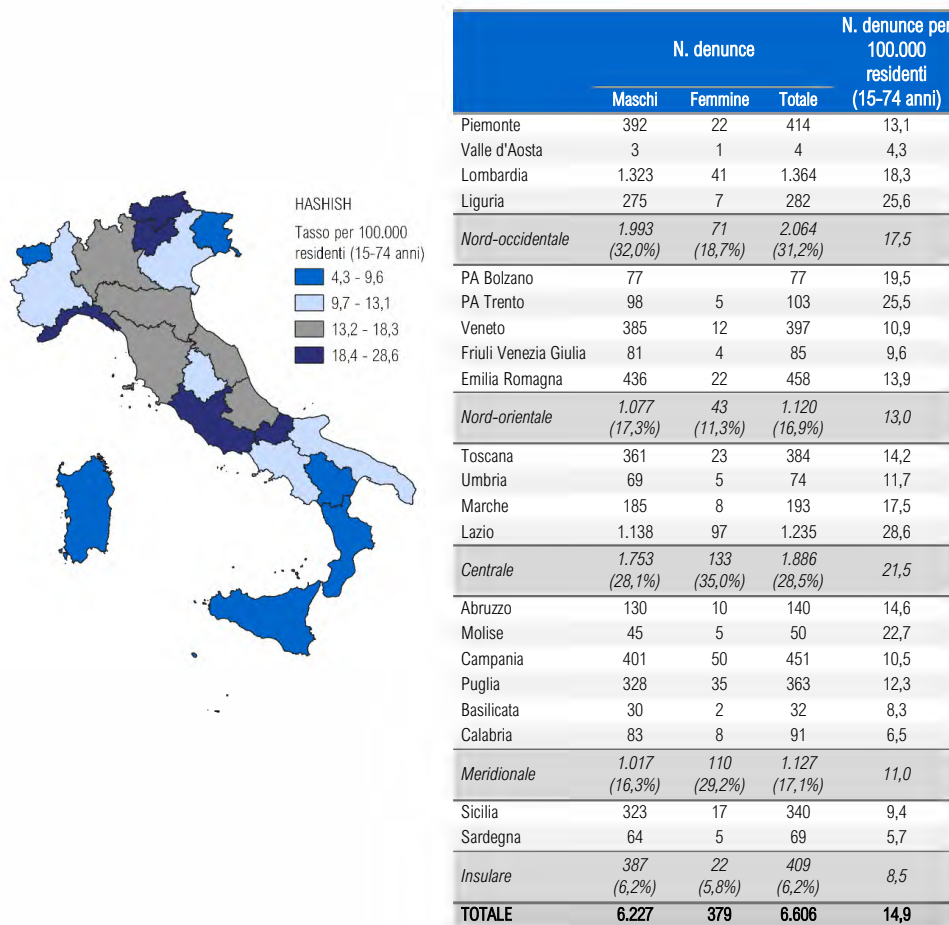 HASHISH
Tasso per 100.000
residenti (15-74 anni)
4,3 - 9,6
9,7 - 13,1
13,2 - 18,3
18,4 - 28,6
N. denunce
N. denunce per
100.000
residenti
(15-74 anni)
Maschi Femmine Totale
Piemonte 392 22 414 13,1
Valle d'Aosta 3 1 4 4,3
Lombardia 1.323 41 1.364 18,3
Liguria 275 7 282 25,6
Nord-occidentale 1.993 71 2.064 17,5
(32,0%) (18,7%) (31,2%)
PA Bolzano 77 77 19,5
PA Trento 98 5 103 25,5
Veneto 385 12 397 10,9
Friuli Venezia Giulia 81 4 85 9,6
Emilia Romagna 436 22 458 13,9
Nord-orientale 1.077 43 1.120 13,0
(17,3%) (11,3%) (16,9%)
Toscana 361 23 384 14,2
Umbria 69 5 74 11,7
Marche 185 8 193 17,5
Lazio 1.138 97 1.235 28,6
Centrale 1.753 133 1.886 21,5
(28,1%) (35,0%) (28,5%)
Abruzzo 130 10 140 14,6
Molise 45 5 50 22,7
Campania 401 50 451 10,5
Puglia 328 35 363 12,3
Basilicata 30 2 32 8,3
Calabria 83 8 91 6,5
Meridionale 1.017 110 1.127 11,0
(16,3%) (29,2%) (17,1%)
Sicilia 323 17 340 9,4
Sardegna 64 5 69 5,7
Insulare 387 22 409 8,5
(6,2%) (5,8%) (6,2%)
TOTALE 6.227 379 6.606 14,9